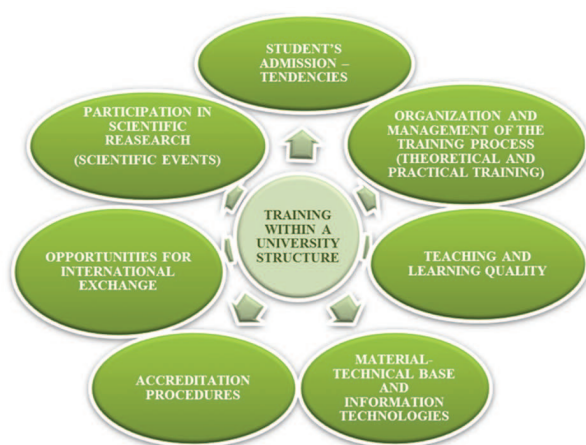 STUDENT'S
ADMISSION –
TENDENCIES
ORGANIZATION AND
MANAGEMENT OF THE
TRAINING PROCESS
(THEORETICAL AND
PRACTICAL TRAINING)
TEACHING AND
LEARNING QUALITY
MATERIAL-
TECHNICAL BASE
AND
INFORMATION
TECHNOLOGIES
ACCREDITATION
PROCEDURES
OPPORTUNITIES FOR
INTERNATIONAL
EXCHANGE
PARTICIPATION IN
SCIENTIFIC
REASEARCH
(SCIENTIFIC EVENTS)
TRAINING
WITHIN A
UNIVERSITY
STRUCTURE